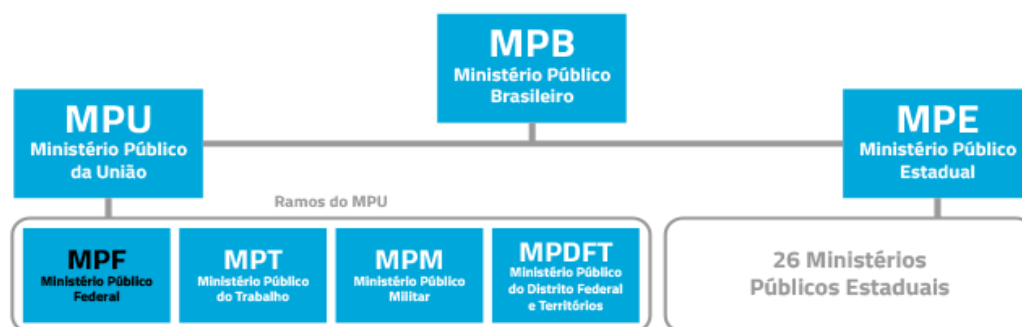 MPB
Ministério Público
Brasileiro
MPU
Ministério Público
da União
MPE
Ministério Público
Estadual
Ramos do MPU
MPF
Ministério Público
Federal
MPT
Ministério Público
do Trabalho
MPM
Ministério Público
Militar
MPDFT
Ministério Público
do Distrito Federal
e Territórios
26 Ministérios
Públicos Estaduais